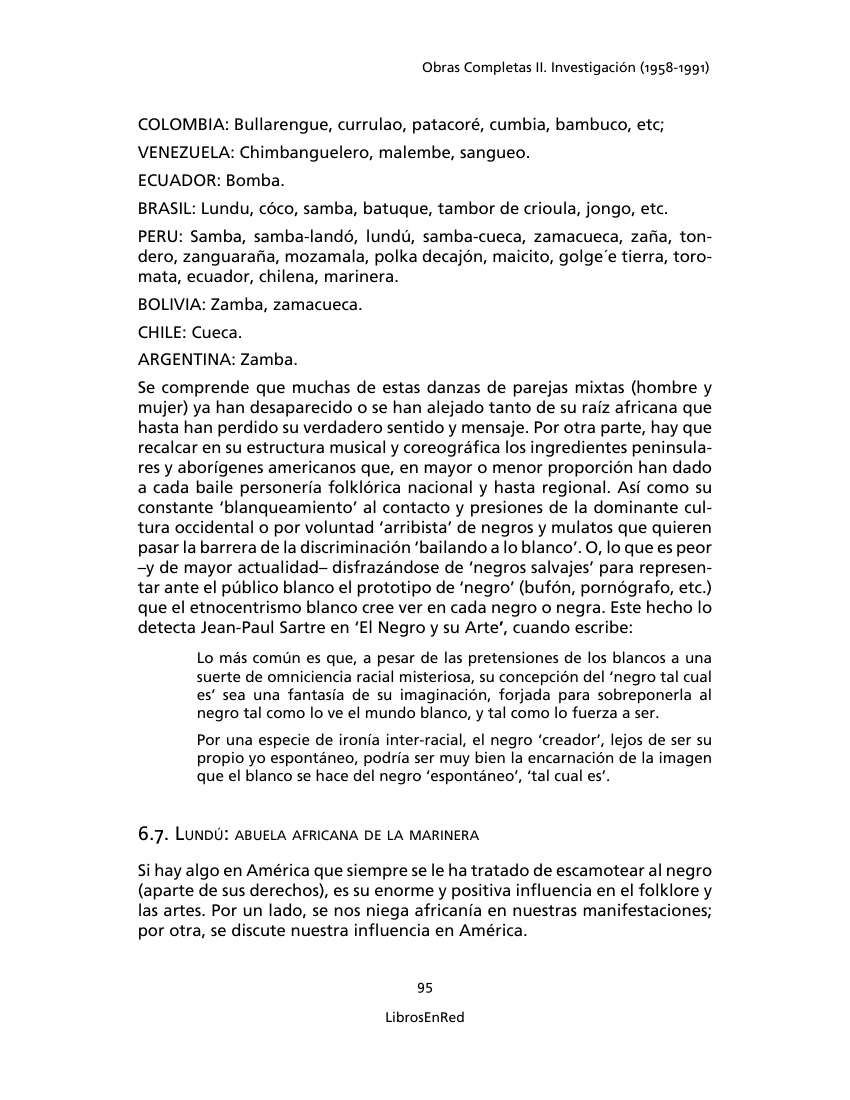 Obras Completas II. Investigación (1958-1991)
COLOMBIA: Bullarengue, currulao, patacoré, cumbia, bambuco, etc;
VENEZUELA: Chimbanguelero, malembe, sangueo.
ECUADOR: Bomba.
BRASIL: Lundu, cóco, samba, batuque, tambor de crioula, jongo, etc.
PERU: Samba, samba-landó, lundú, samba-cueca, zamacueca, zaña, ton-
dero, zanguaraña, mozamala, polka decajón, maicito, golge´e tierra, toro-
mata, ecuador, chilena, marinera.
BOLIVIA: Zamba, zamacueca.
CHILE: Cueca.
ARGENTINA: Zamba.
Se comprende que muchas de estas danzas de parejas mixtas (hombre y
mujer) ya han desaparecido o se han alejado tanto de su raíz africana que
hasta han perdido su verdadero sentido y mensaje. Por otra parte, hay que
recalcar en su estructura musical y coreográfica los ingredientes peninsula-
res y aborígenes americanos que, en mayor o menor proporción han dado
a cada baile personería folklórica nacional y hasta regional. Así como su
constante ‘blanqueamiento’ al contacto y presiones de la dominante cul-
tura occidental o por voluntad ‘arribista’ de negros y mulatos que quieren
pasar la barrera de la discriminación ‘bailando a lo blanco’. O, lo que es peor
–y de mayor actualidad– disfrazándose de ‘negros salvajes’ para represen-
tar ante el público blanco el prototipo de ‘negro’ (bufón, pornógrafo, etc.)
que el etnocentrismo blanco cree ver en cada negro o negra. Este hecho lo
detecta Jean-Paul Sartre en ‘El Negro y su Arte’, cuando escribe:
Lo más común es que, a pesar de las pretensiones de los blancos a una
suerte de omniciencia racial misteriosa, su concepción del ‘negro tal cual
es’ sea una fantasía de su imaginación, forjada para sobreponerla al
negro tal como lo ve el mundo blanco, y tal como lo fuerza a ser.
Por una especie de ironía inter-racial, el negro ‘creador’, lejos de ser su
propio yo espontáneo, podría ser muy bien la encarnación de la imagen
que el blanco se hace del negro ‘espontáneo’, ‘tal cual es’.
6.7. Lundú: abuela africana de la marinera
Si hay algo en América que siempre se le ha tratado de escamotear al negro
(aparte de sus derechos), es su enorme y positiva influencia en el folklore y
las artes. Por un lado, se nos niega africanía en nuestras manifestaciones;
por otra, se discute nuestra influencia en América.
95
LibrosEnRed